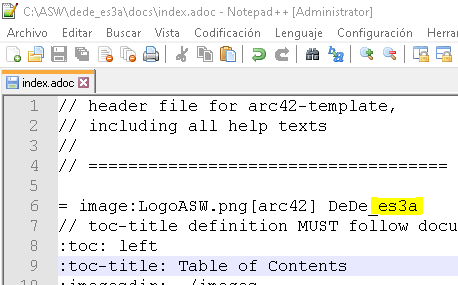 C:\ASW\dede_es3a\docs\index.adoc - Notepad++ [Administrator]
Archivo Editar Buscar Vista Codificación Lenguaje Configuración Herra
index.adoc
1 // header file for arc42-template,
2 // including all help texts
3 //
4 // ====================================
5
6 = image:LogoASW.png[arc42] DeDe_es3a
7 // toc-title definition MUST follow docu
8 :toc: left
9 :toc-title: Table of Contents